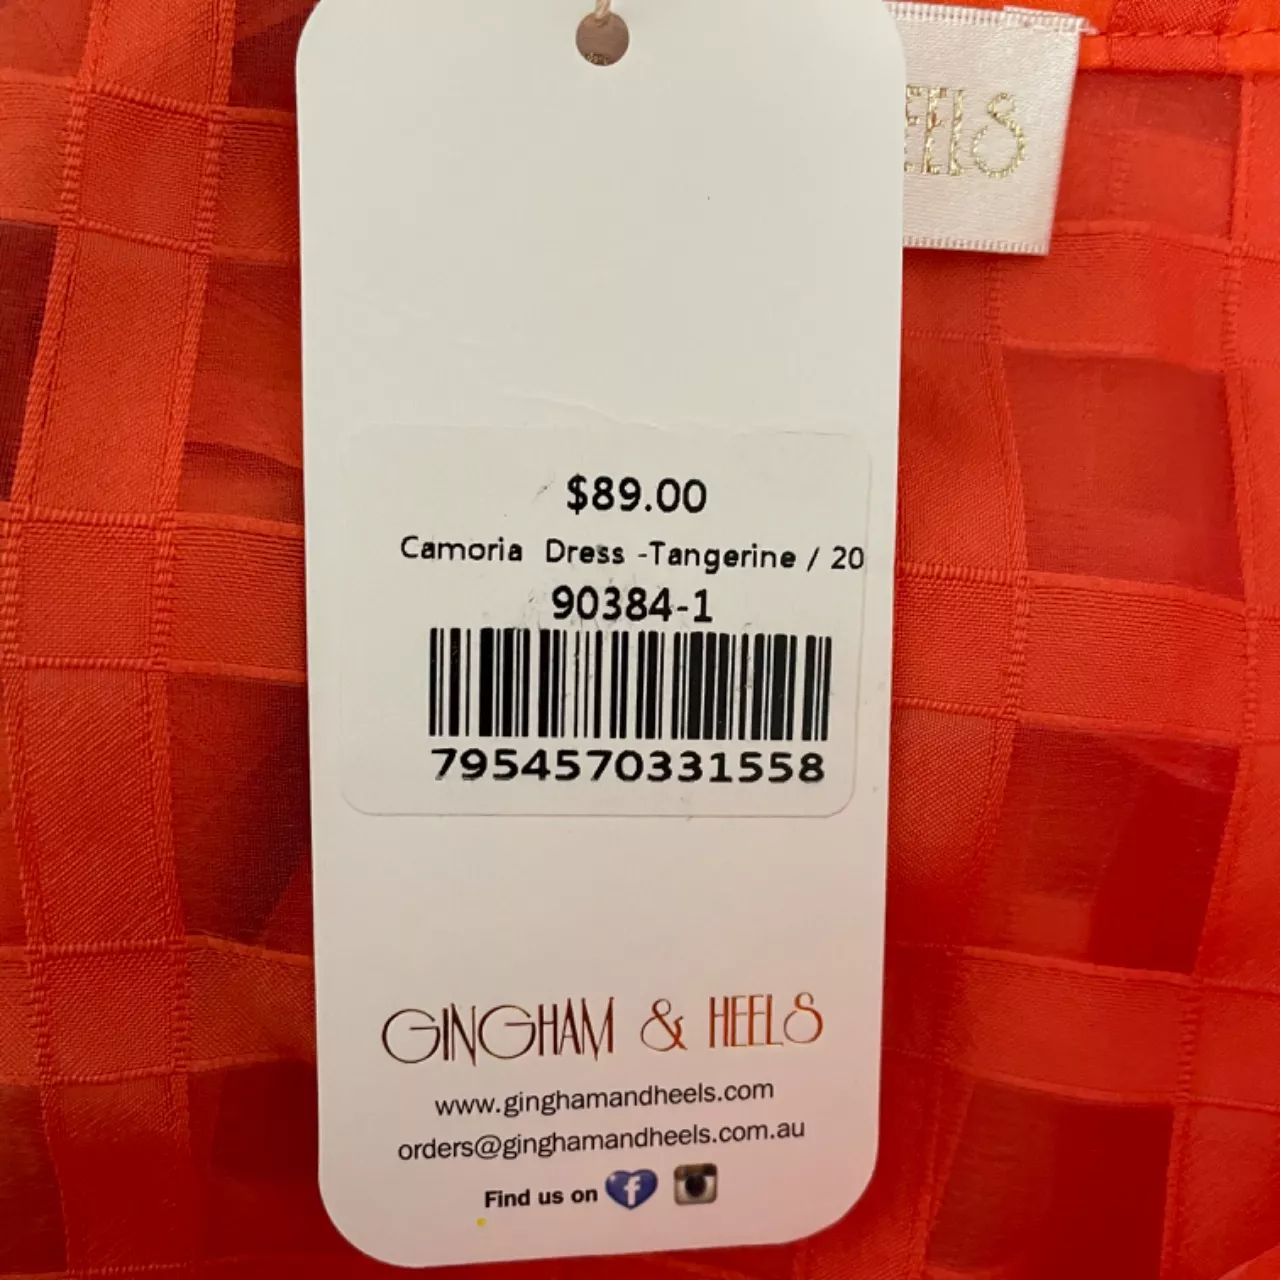 EELS
$89.00
Camoria Dress -Tangerine / 20
90384-1
7954570331558
GINGHAM & HEELS
www.ginghamandheels.com
orders@ginghamandheels.com.au
Find us on f